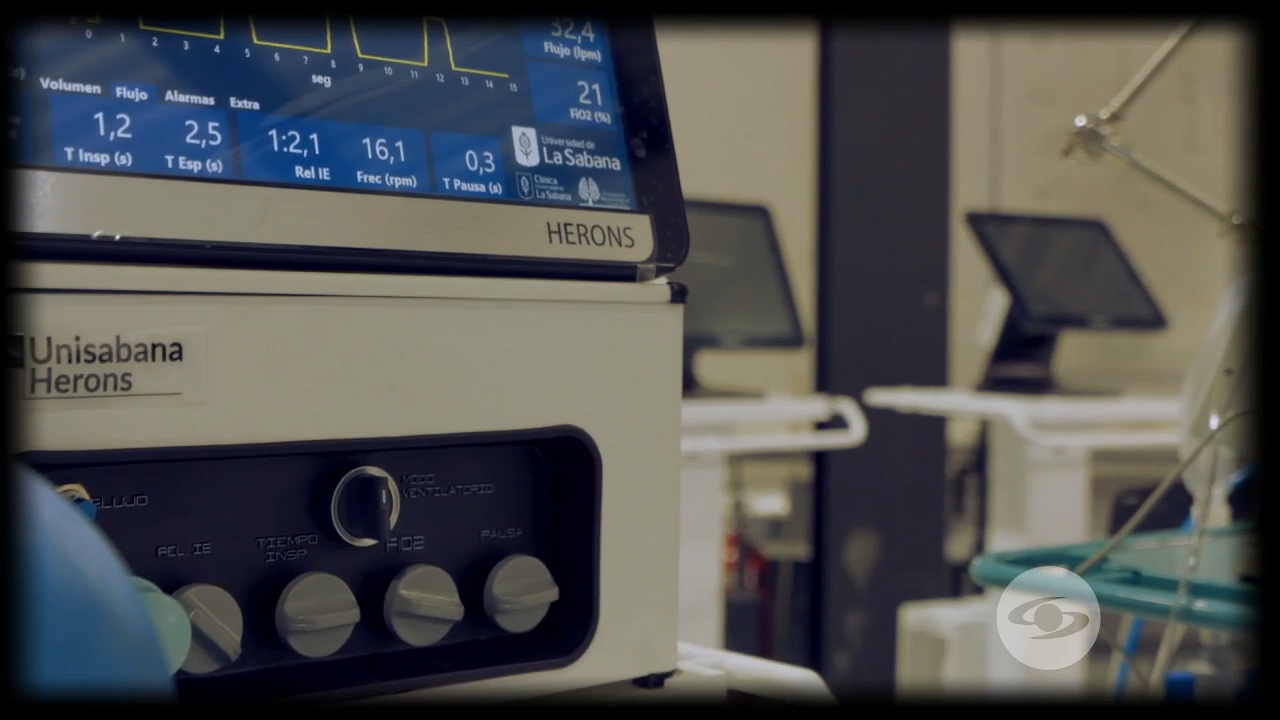 0 1 2 3 4 5 6 7 8 9 10 11 12 13 14 15
seg
32,4
Flujo (lpm)
21
FiO2 (%)
Volumen Flujo Alarmas Extra
1,2
T Insp (s)
2,5
T Esp (s)
1:2,1
Rel IE
16,1
Frec (rpm)
0,3
T Pausa (s)
Universidad de
La Sabana
Clínica
Universidad
La Sabana
HERONS
Unisabana
Herons
FLUJO
MODO
VENTILATORIO
REL IE
TIEMPO
INSP
FIO2
PAUSA